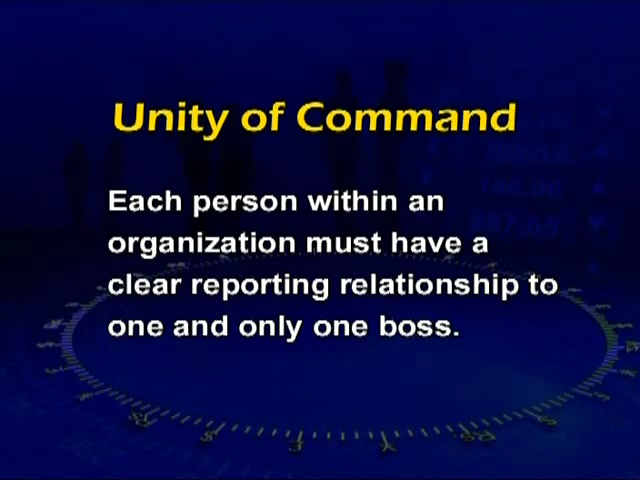 Unity of Command
Each person within an
organization must have a
clear reporting relationship to
one and only one boss.